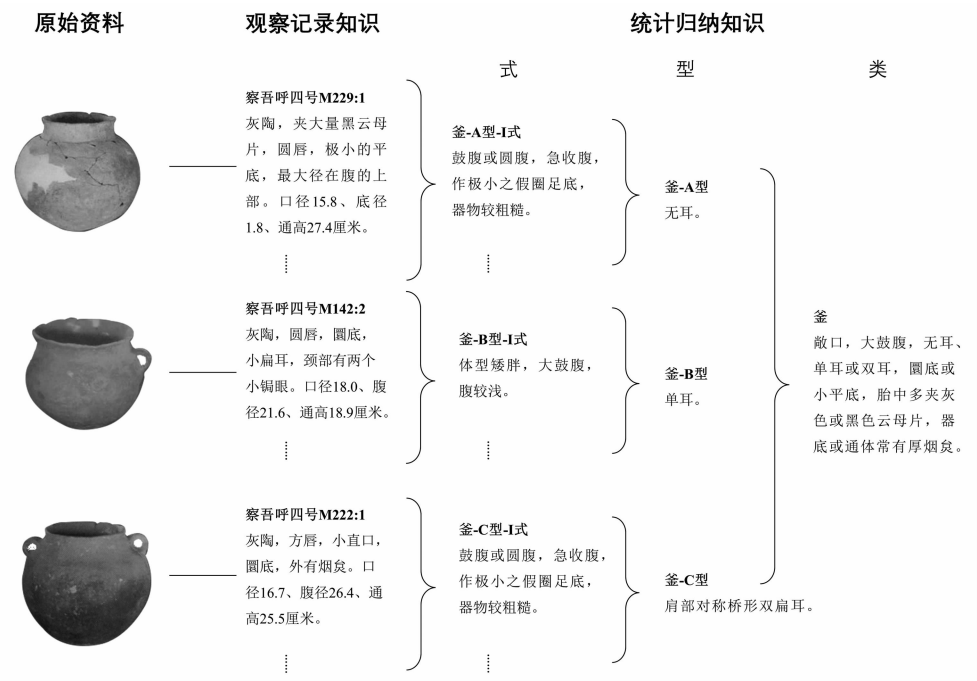 原始资料
观察记录知识
统计归纳知识
式
型
类
察吾呼四号M229:1
灰陶，夹大量黑云母
片，圆唇，极小的平
底，最大径在腹的上
部。口径15.8、底径
1.8、通高27.4厘米。
釜-A型-I式
鼓腹或圆腹，急收腹，
作极小之假圈足底，
器物较粗糙。
釜-A型
无耳。
察吾呼四号M142:2
灰陶，圆唇，圜底，
小扁耳，颈部有两个
小锔眼。口径18.0、腹
径21.6、通高18.9厘米。
釜-B型-I式
体型矮胖，大鼓腹，
腹较浅。
釜-B型
单耳。
釜
敞口，大鼓腹，无耳、
单耳或双耳，圜底或
小平底，胎中多夹灰
色或黑色云母片，器
底或通体常有厚烟炱。
察吾呼四号M222:1
灰陶，方唇，小直口，
圜底，外有烟炱。口
径16.7、腹径26.4、通
高25.5厘米。
釜-C型-I式
鼓腹或圆腹，急收腹，
作极小之假圈足底，
器物较粗糙。
釜-C型
肩部对称桥形双扁耳。